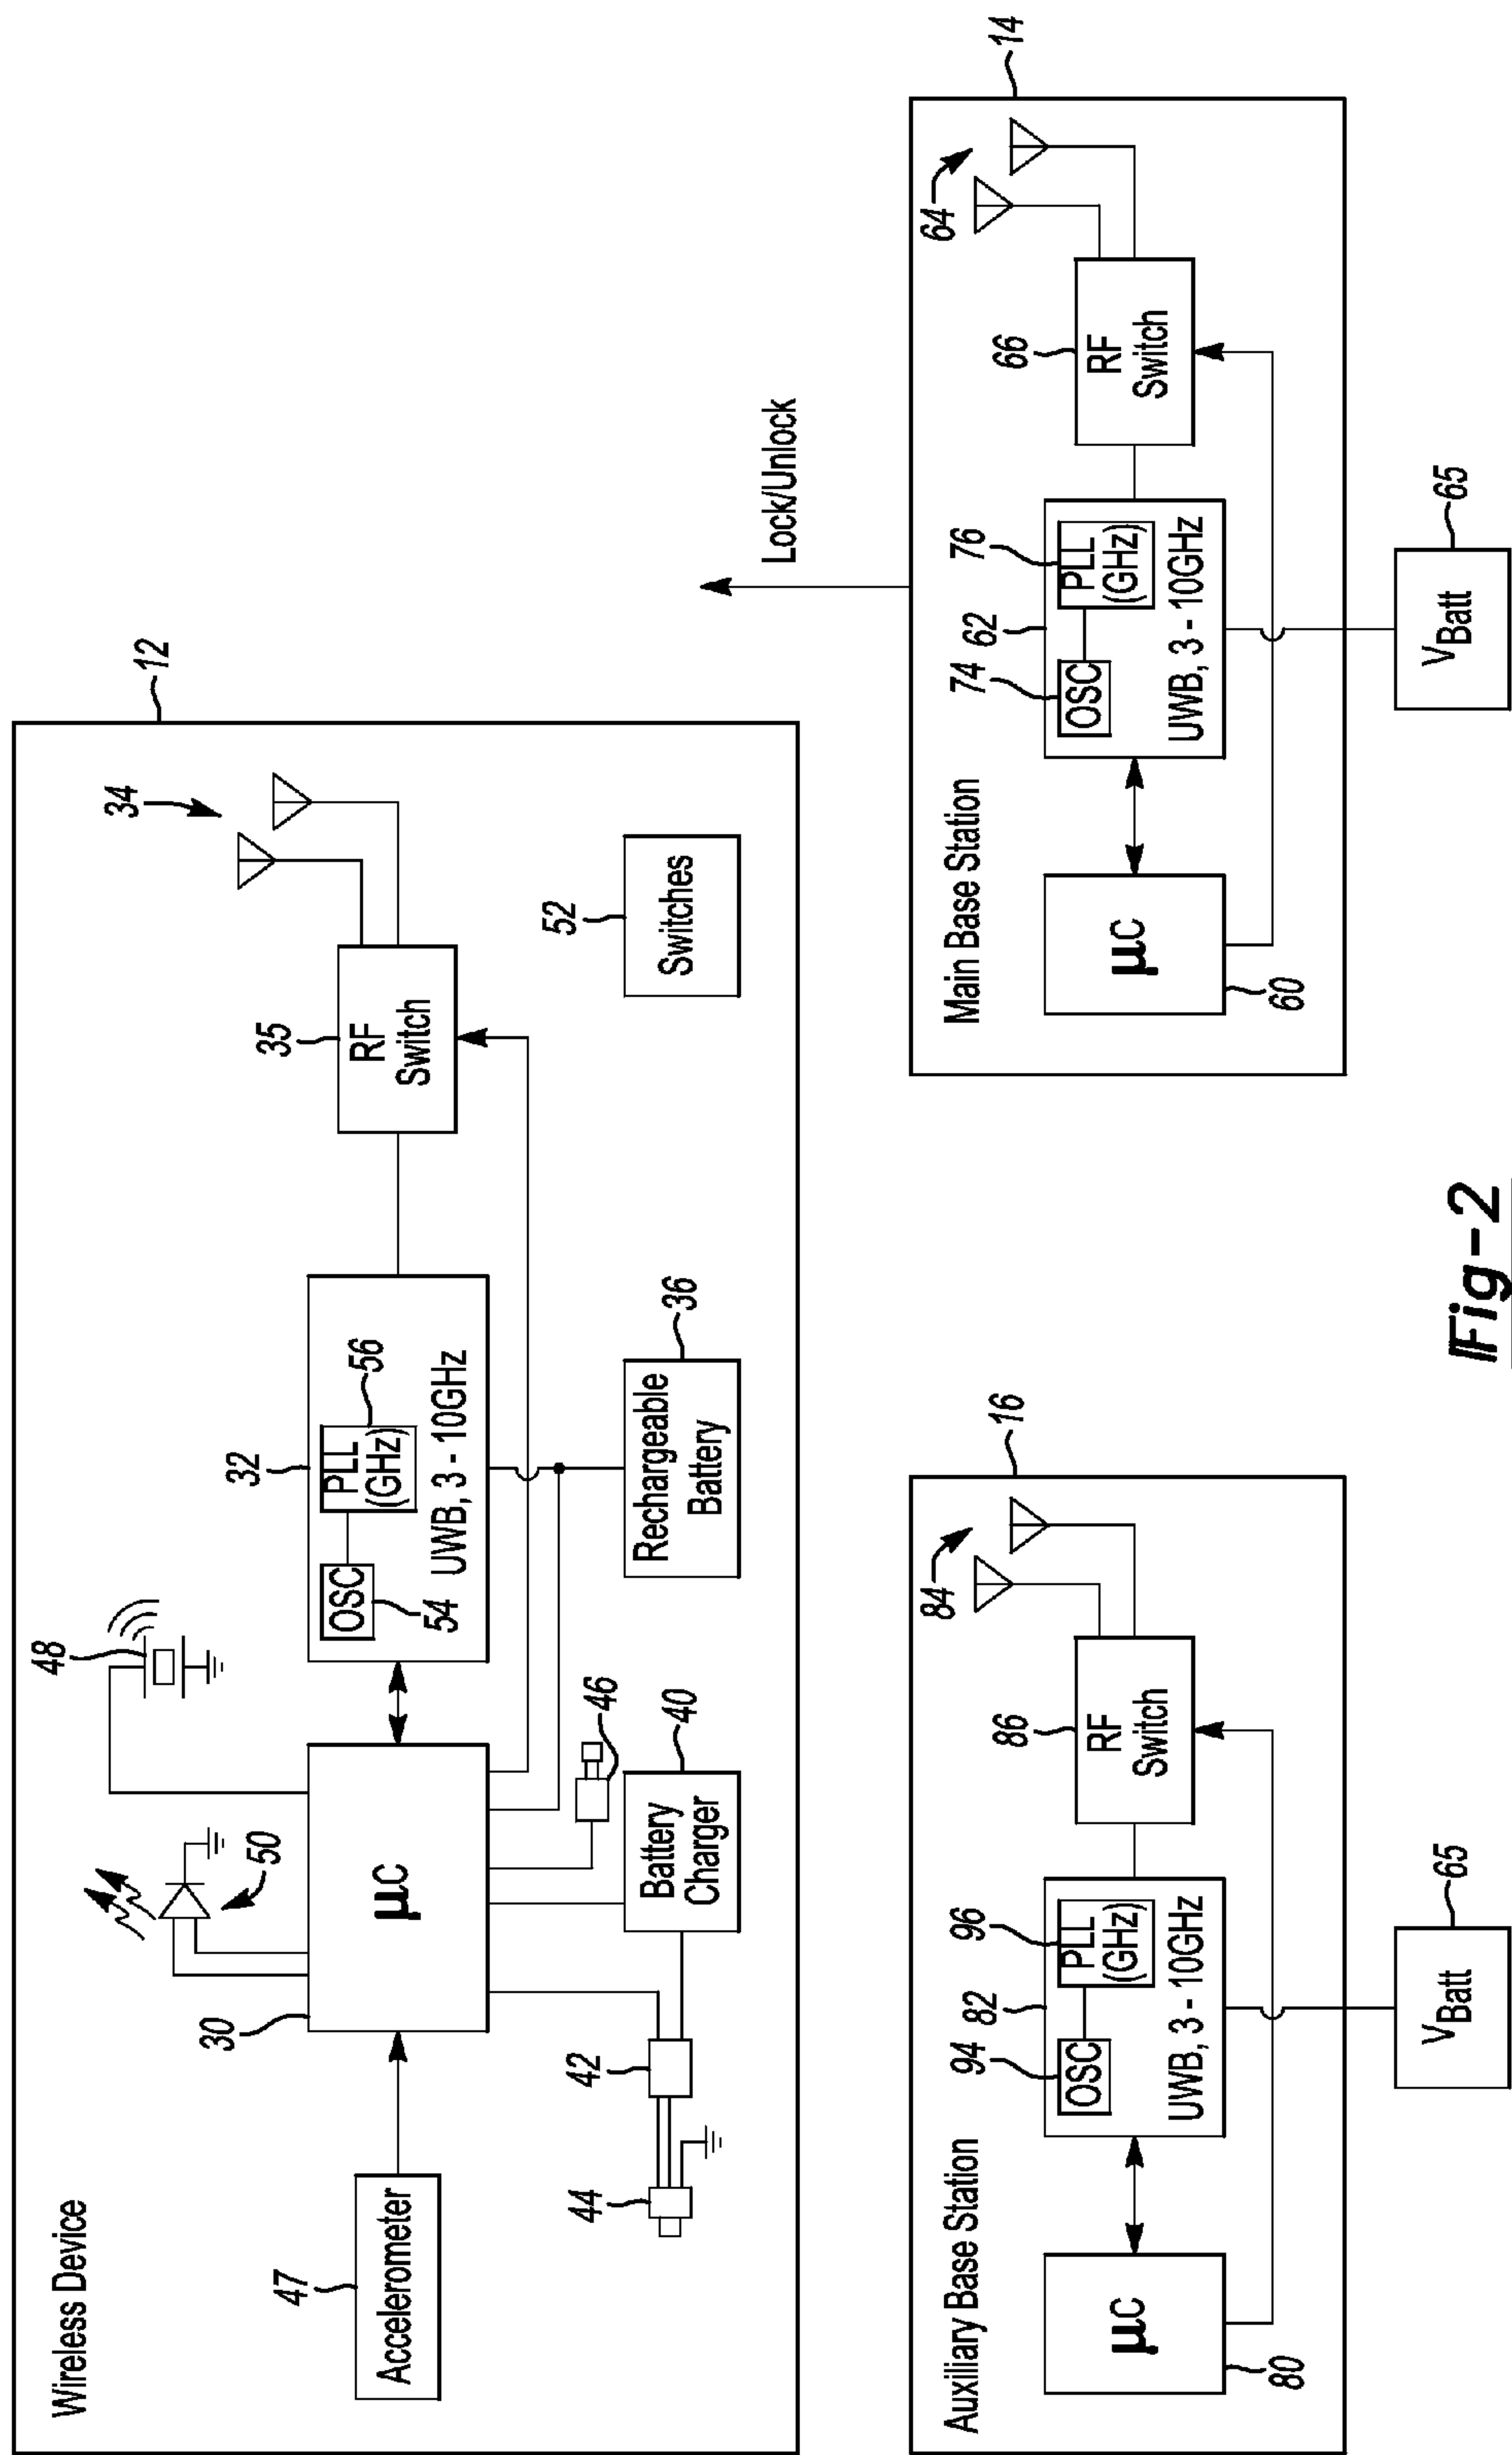 Wireless Device
12
48
50
30
47
Accelerometer
µC
32
OSC
54
PLL
(GHz)
56
UWB, 3 - 10GHz
35
RF
Switch
34
44
42
46
40
Battery
Charger
36
Rechargeable
Battery
52
Switches
Lock/Unlock
Auxiliary Base Station
16
80
µC
82
94
OSC
96
PLL
(GHz)
UWB, 3 - 10GHz
86
RF
Switch
84
65
VBatt
Main Base Station
14
60
µC
62
74
OSC
76
PLL
(GHz)
UWB, 3 - 10GHz
66
RF
Switch
64
65
VBatt
Fig-2